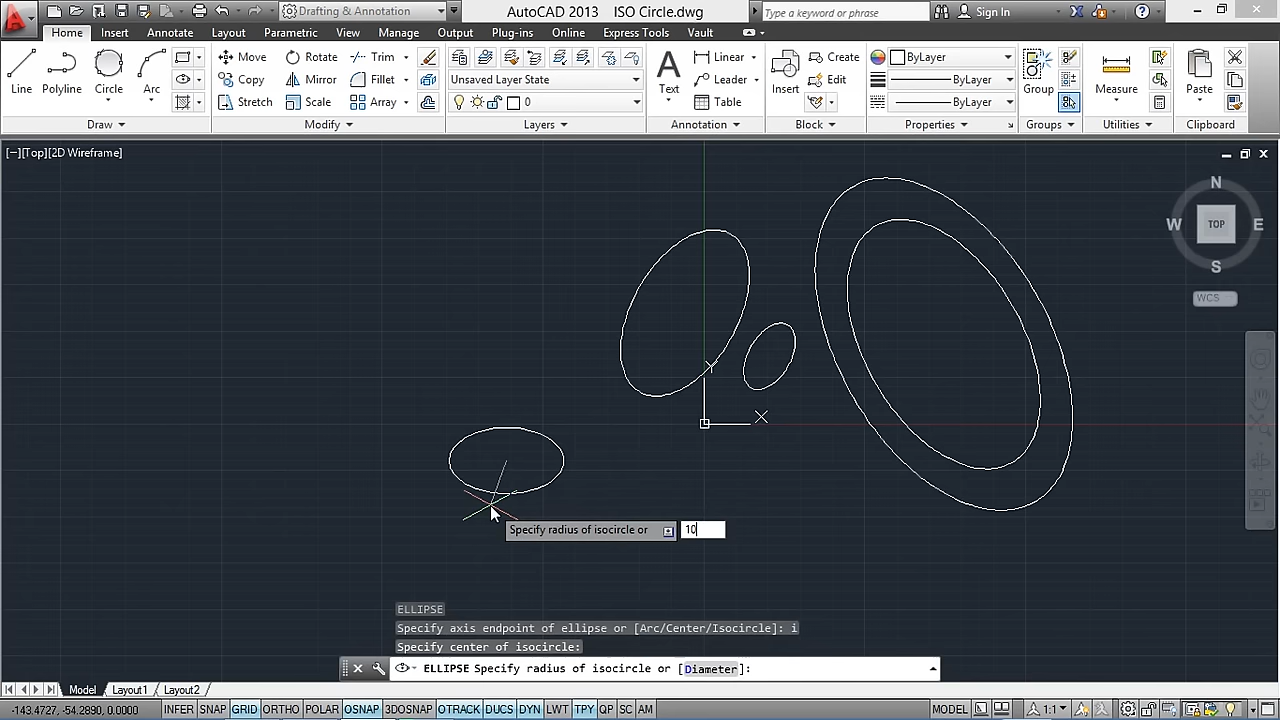 Drafting & Annotation
AutoCAD 2013 ISO Circle.dwg
Type a keyword or phrase
Sign In
Home Insert Annotate Layout Parametric View Manage Output Plug-ins Online Express Tools Vault
Line
Polyline
Circle
Arc
Draw
Move Rotate Trim
Copy Mirror Fillet
Stretch Scale Array
Modify
Unsaved Layer State
0
Layers
Text
Linear
Leader
Table
Annotation
Insert
Create
Edit
Block
ByLayer
ByLayer
ByLayer
Properties
Group
Groups
Measure
Utilities
Paste
Clipboard
[−][Top][2D Wireframe]
N
W TOP E
S
WCS
Y
X
Specify radius of isocircle or 10
ELLIPSE
Specify axis endpoint of ellipse or [Arc/Center/Isocircle]: i
Specify center of isocircle:
ELLIPSE Specify radius of isocircle or [Diameter]:
Model Layout1 Layout2
-143.4727, -54.2890, 0.0000 INFER SNAP GRID ORTHO POLAR OSNAP 3DOSNAP OTRACK DUCS DYN LWT TPY QP SC AM MODEL 1:1